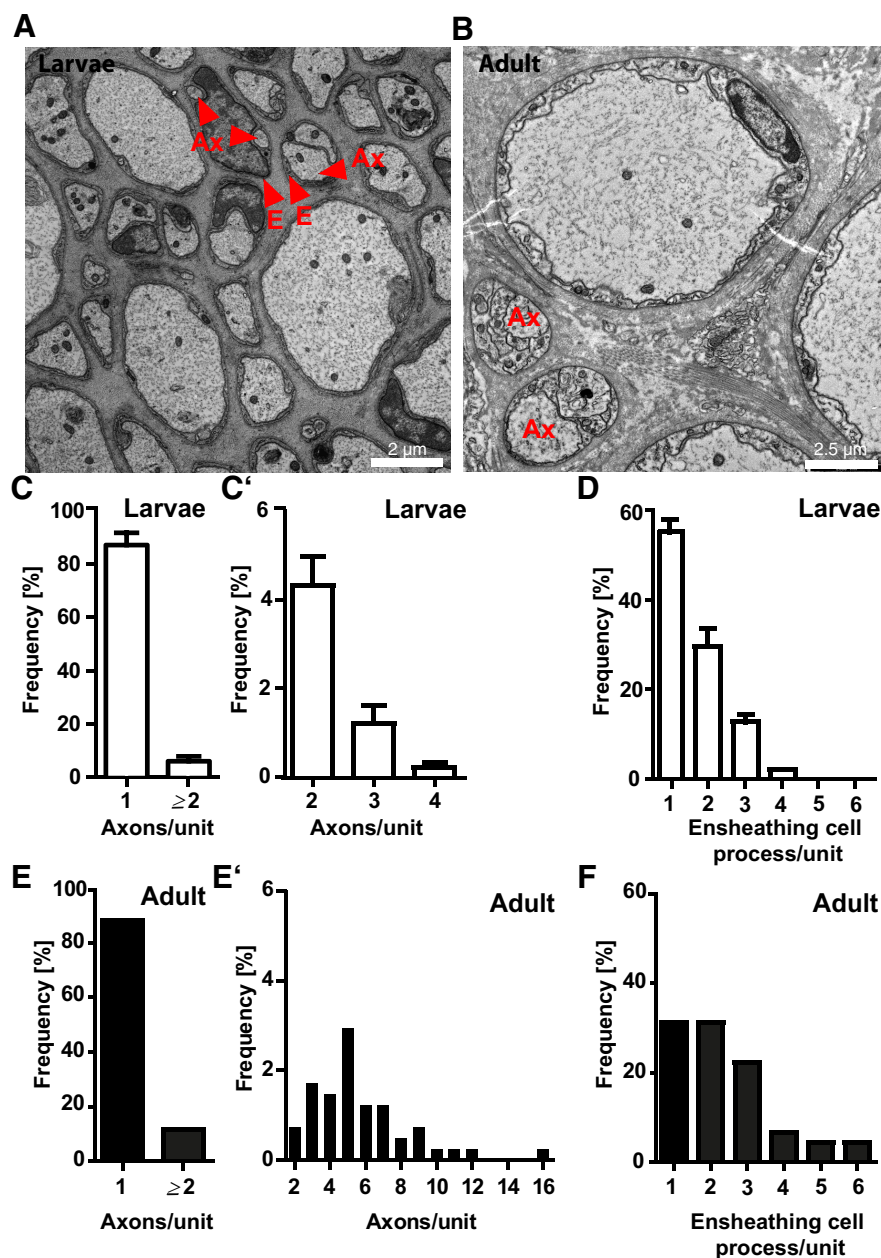 A
Larvae
Ax
Ax
E
E
2 µm
B
Adult
Ax
Ax
2.5 µm
C
Larvae
Frequency [%]
100
80
60
40
20
0
1 ≥2
Axons/unit
C'
Larvae
Frequency [%]
6
4
2
0
2 3 4
Axons/unit
D
Larvae
Frequency [%]
60
40
20
0
1 2 3 4 5 6
Ensheathing cell
process/unit
E
Adult
Frequency [%]
100
80
60
40
20
0
1 ≥2
Axons/unit
E'
Adult
Frequency [%]
6
4
2
0
2 4 6 8 10 12 14 16
Axons/unit
F
Adult
Frequency [%]
60
40
20
0
1 2 3 4 5 6
Ensheathing cell
process/unit